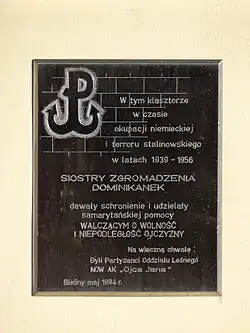 W tym klasztorze
w czasie
okupacji niemieckiej
i terroru stalinowskiego
w latach 1939 - 1956
SIOSTRY ZGROMADZENIA
DOMINIKANEK
dawały schronienie i udzielały
samarytańskiej pomocy
WALCZĄCYM O WOLNOŚĆ
I NIEPODLEGŁOŚĆ OJCZYZNY
Na wieczną chwałę :
Byli Partyzanci Oddziału Leśnego
NOW AK „Ojca Jana"
Bieliny maj 1994 r.